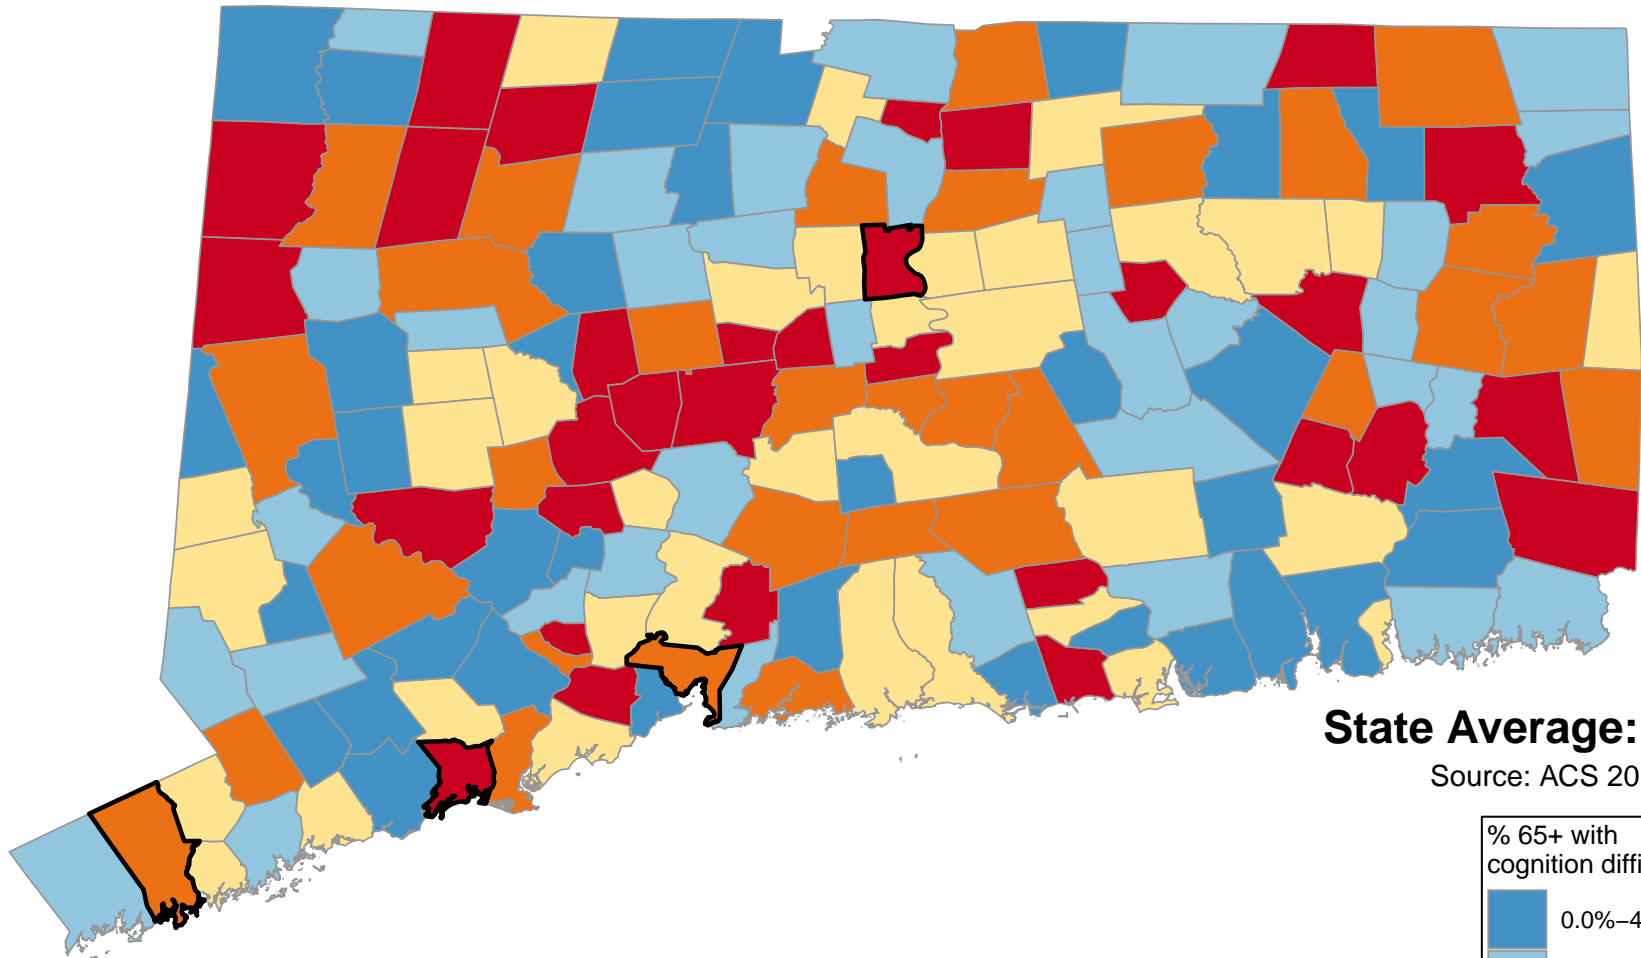 State Average:
Source: ACS 20
% 65+ with
cognition diffi
0.0%–4